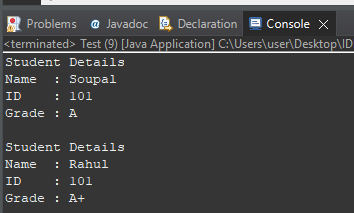 Problems Javadoc Declaration Console
<terminated> Test (9) [Java Application] C:\Users\user\Desktop\ID
Student Details
Name : Soupal
ID : 101
Grade : A
Student Details
Name : Rahul
ID : 101
Grade : A+